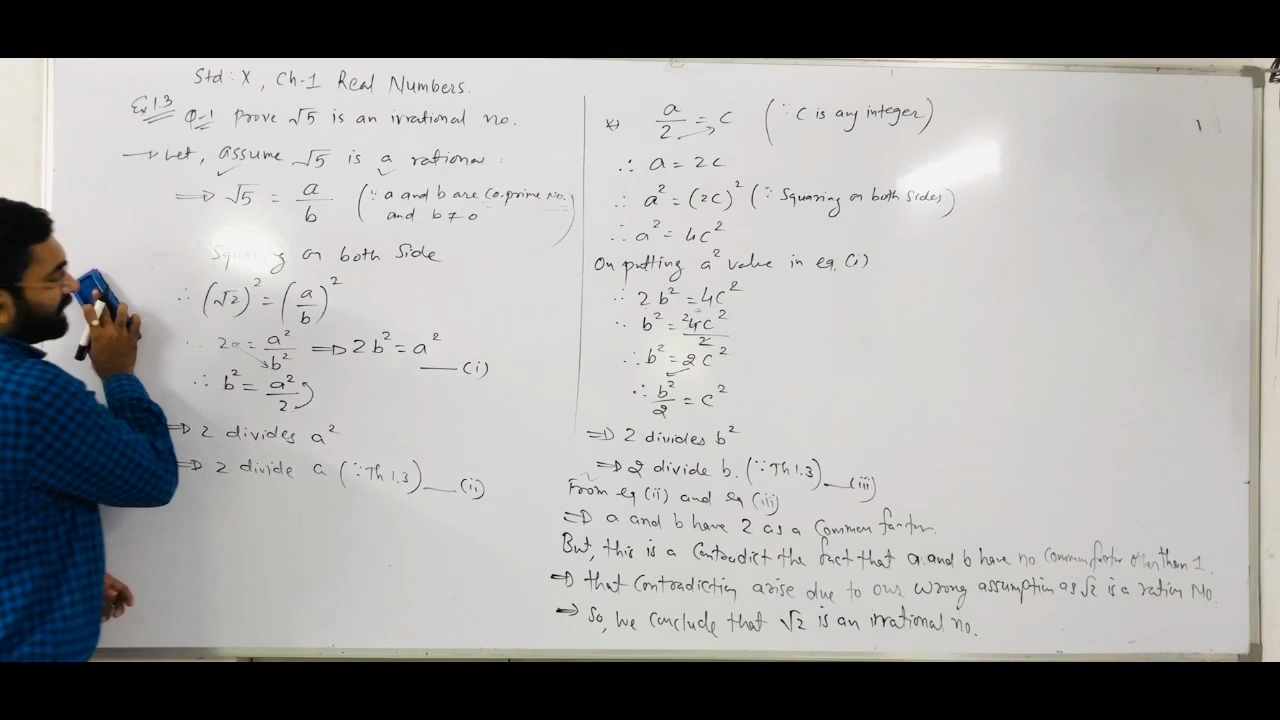 Std: X, Ch-1 Real Numbers.
Ex 1.3 Q-1 prove √5 is an irrational no.
→ Let, assume √5 is a rational.
⇒ √5 = a/b (∵ a and b are Co.prime No. and b ≠ 0)
Squaring on both side
∴ (√2)² = (a/b)²
∴ 2 = a²/b² ⇒ 2b² = a² —(i)
∴ b² = a²/2
⇒ 2 divides a²
⇒ 2 divide a (∵ Th 1.3) —(ii)
a/2 = c (∵ C is any integer)
∴ a = 2c
∴ a² = (2c)² (∵ Squaring on both sides)
∴ a² = 4c²
On putting a² value in eq. (i)
∴ 2b² = 4c²
∴ b² = 4c²/2
∴ b² = 2c²
∴ b²/2 = c²
⇒ 2 divides b²
⇒ 2 divide b. (∵ Th 1.3) —(iii)
From eq (ii) and eq (iii)
⇒ a and b have 2 as a common factor.
But, this is a contradict the fact that a and b have no common factor other than 1.
⇒ that contradiction arise due to our wrong assumption as √2 is a ration No.
→ So, we conclude that √2 is an irrational no.
1